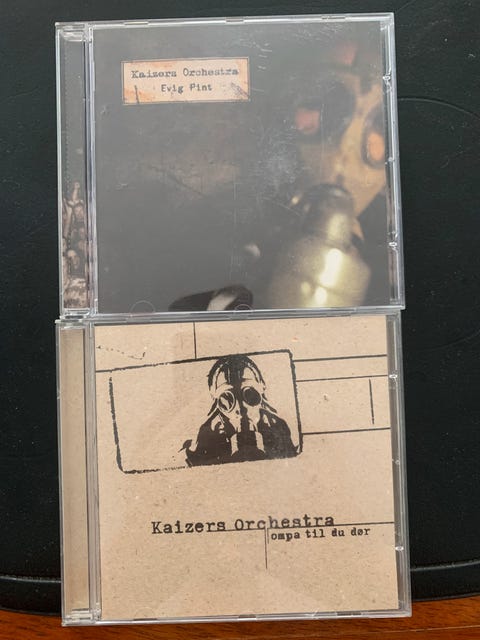 Kaizers Orchestra
Evig Pint
Kaizers Orchestra
ompa til du dør